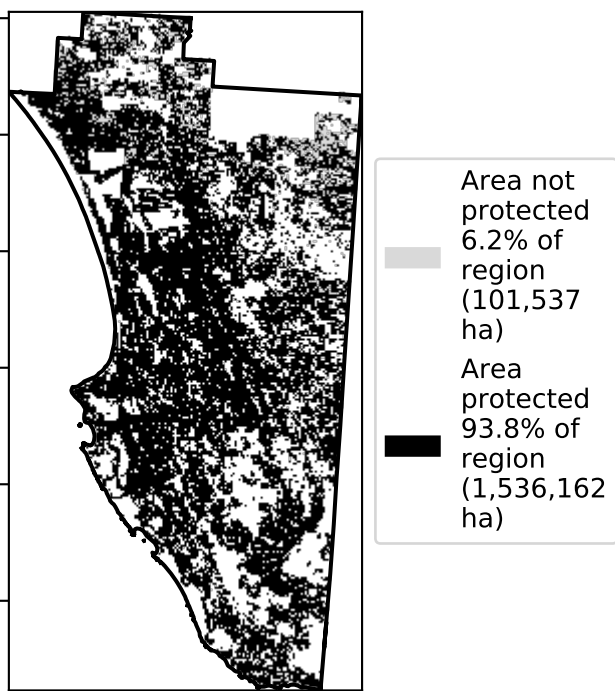 Area not
protected
6.2% of
region
(101,537
ha)
Area
protected
93.8% of
region
(1,536,162
ha)